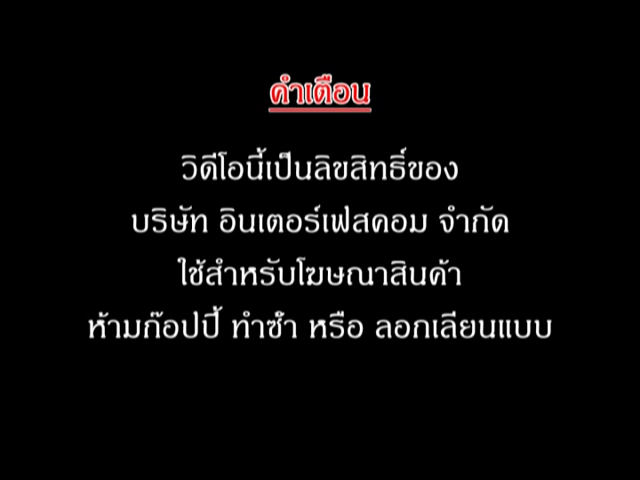 คำเตือน
วิดีโอนี้เป็นลิขสิทธิ์ของ
บริษัท อินเตอร์เฟสคอม จำกัด
ใช้สำหรับโฆษณาสินค้า
ห้ามก๊อปปี้ ทำซ้ำ หรือ ลอกเลียนแบบ